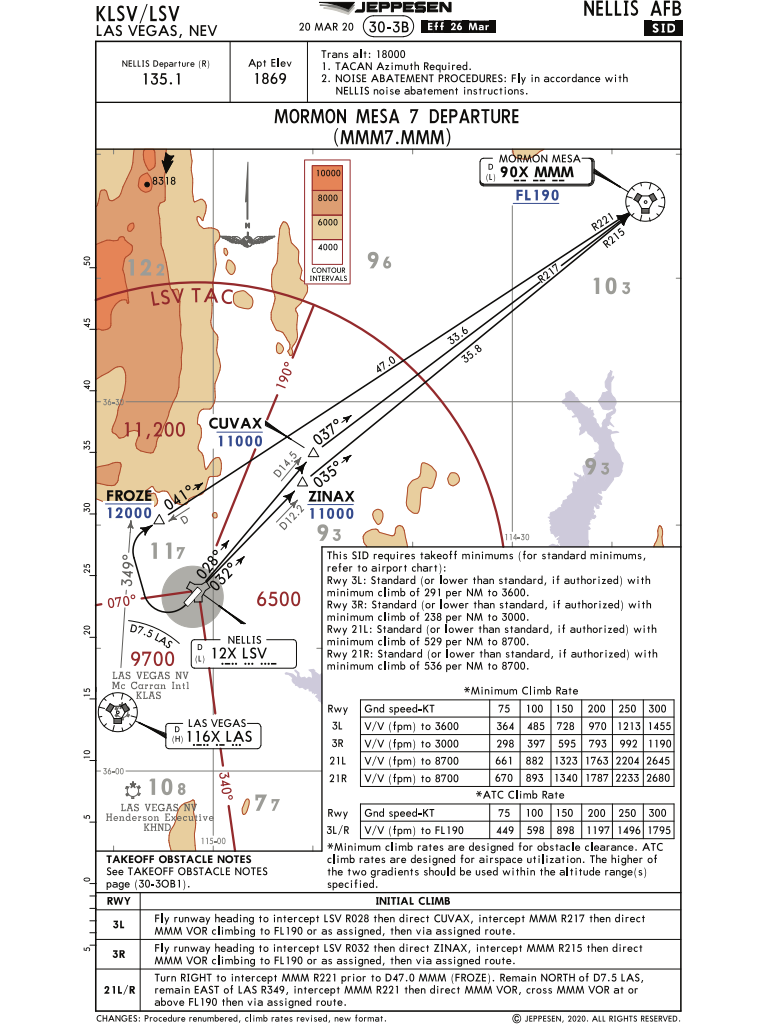 KLSV/LSV
LAS VEGAS, NEV
JEPPESEN
20 MAR 20
30-3B
Eff 26 Mar
NELLIS AFB
SID
NELLIS Departure (R)
135.1
Apt Elev
1869
Trans alt: 18000
1. TACAN Azimuth Required.
2. NOISE ABATEMENT PROCEDURES: Fly in accordance with
NELLIS noise abatement instructions.
MORMON MESA 7 DEPARTURE
(MMM7.MMM)
8318
10000
8000
6000
4000
CONTOUR
INTERVALS
N
MORMON MESA
D
(L)
90X MMM
FL190
R221
R215
R217
122
96
103
LSV TAC
190°
47.0
33.6
35.8
36-30
11,200
CUVAX
11000
037°
D14.5
035°
93
FROZE
12000
041°
D
ZINAX
11000
D12.2
93
114-30
117
349°
028°
032°
070°
6500
D7.5 LAS
9700
NELLIS
D
(L)
12X LSV
LAS VEGAS NV
Mc Carran Intl
KLAS
LAS VEGAS
D
(H)
116X LAS
36-00
340°
108
77
LAS VEGAS NV
Henderson Executive
KHND
115-00
50
45
40
35
30
25
20
15
10
5
0
5
This SID requires takeoff minimums (for standard minimums,
refer to airport chart):
Rwy 3L: Standard (or lower than standard, if authorized) with
minimum climb of 291 per NM to 3600.
Rwy 3R: Standard (or lower than standard, if authorized) with
minimum climb of 238 per NM to 3000.
Rwy 21L: Standard (or lower than standard, if authorized) with
minimum climb of 529 per NM to 8700.
Rwy 21R: Standard (or lower than standard, if authorized) with
minimum climb of 536 per NM to 8700.
*Minimum Climb Rate
Rwy Gnd speed-KT 75 100 150 200 250 300
3L V/V (fpm) to 3600 364 485 728 970 1213 1455
3R V/V (fpm) to 3000 298 397 595 793 992 1190
21L V/V (fpm) to 8700 661 882 1323 1763 2204 2645
21R V/V (fpm) to 8700 670 893 1340 1787 2233 2680
*ATC Climb Rate
Rwy Gnd speed-KT 75 100 150 200 250 300
3L/R V/V (fpm) to FL190 449 598 898 1197 1496 1795
*Minimum climb rates are designed for obstacle clearance. ATC
climb rates are designed for airspace utilization. The higher of
the two gradients should be used within the altitude range(s)
specified.
TAKEOFF OBSTACLE NOTES
See TAKEOFF OBSTACLE NOTES
page (30-3OB1).
RWY INITIAL CLIMB
3L Fly runway heading to intercept LSV R028 then direct CUVAX, intercept MMM R217 then direct
MMM VOR climbing to FL190 or as assigned, then via assigned route.
3R Fly runway heading to intercept LSV R032 then direct ZINAX, intercept MMM R215 then direct
MMM VOR climbing to FL190 or as assigned, then via assigned route.
21L/R Turn RIGHT to intercept MMM R221 prior to D47.0 MMM (FROZE). Remain NORTH of D7.5 LAS,
remain EAST of LAS R349, intercept MMM R221 then direct MMM VOR, cross MMM VOR at or
above FL190 then via assigned route.
CHANGES: Procedure renumbered, climb rates revised, new format.
© JEPPESEN, 2020. ALL RIGHTS RESERVED.